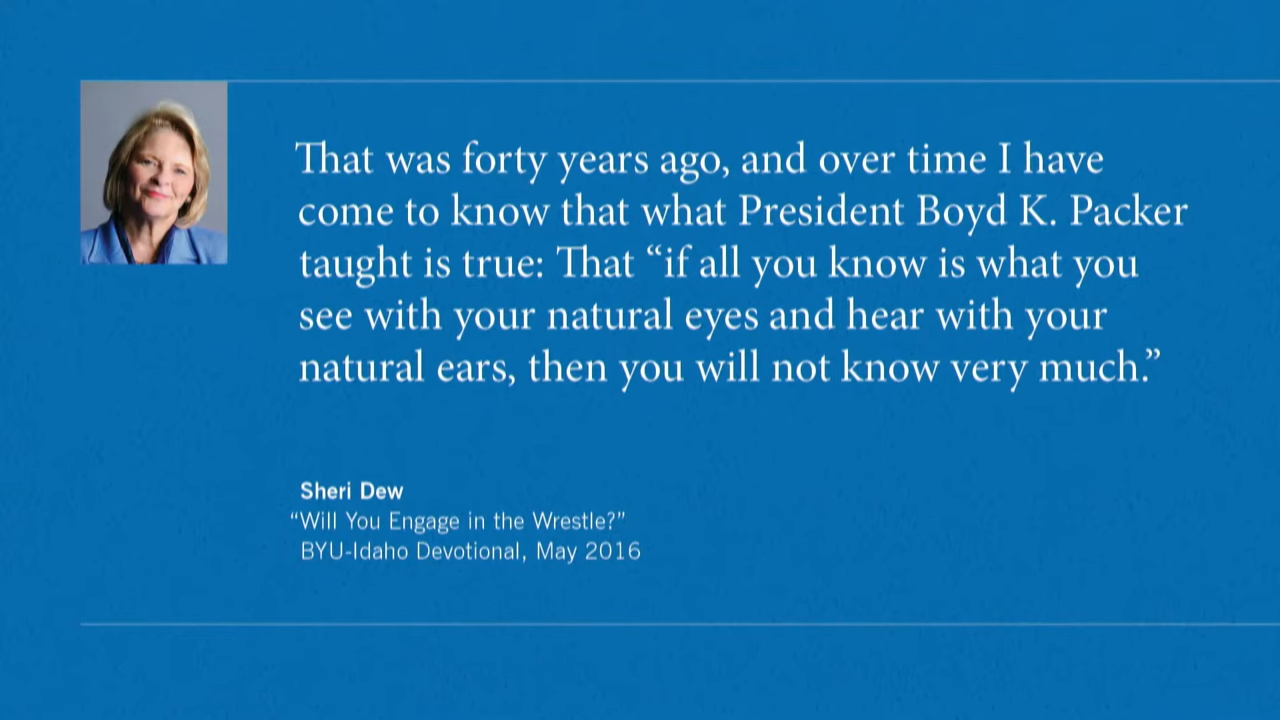 That was forty years ago, and over time I have
come to know that what President Boyd K. Packer
taught is true: That “if all you know is what you
see with your natural eyes and hear with your
natural ears, then you will not know very much.”
Sheri Dew
“Will You Engage in the Wrestle?”
BYU-Idaho Devotional, May 2016